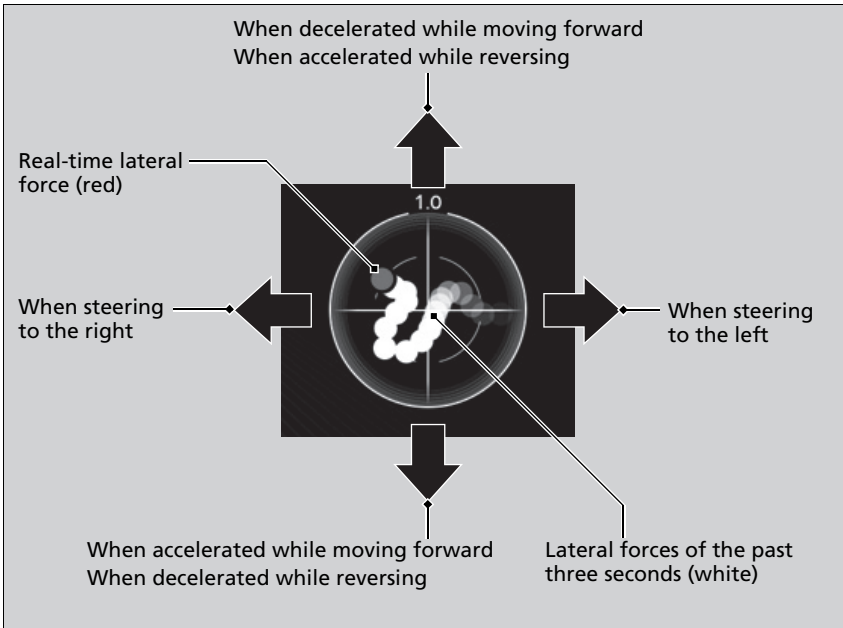 When decelerated while moving forward
When accelerated while reversing
Real-time lateral
force (red)
1.0
When steering
to the right
When steering
to the left
When accelerated while moving forward
When decelerated while reversing
Lateral forces of the past
three seconds (white)